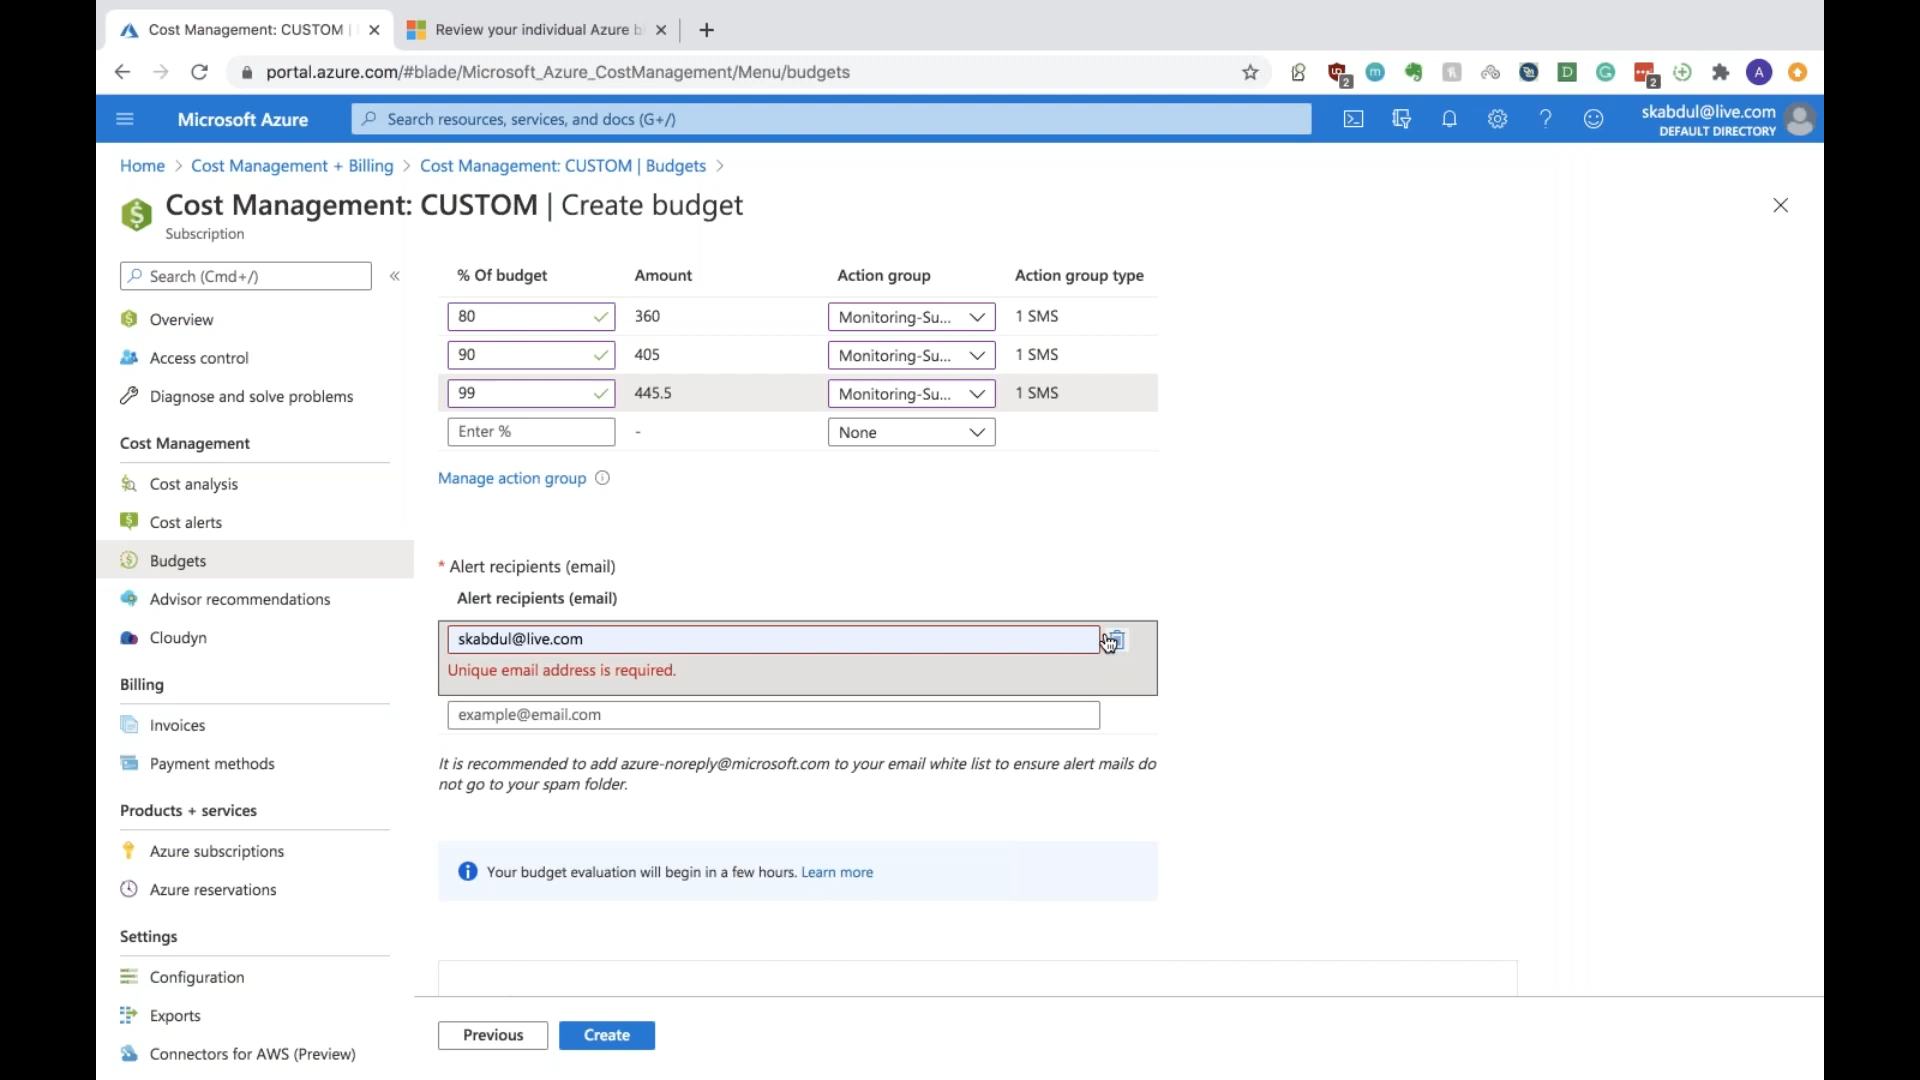 Cost Management: CUSTOM |
Review your individual Azure b
portal.azure.com/#blade/Microsoft_Azure_CostManagement/Menu/budgets
2
m
D
2
A
Microsoft Azure
Search resources, services, and docs (G+/)
skabdul@live.com
DEFAULT DIRECTORY
Home > Cost Management + Billing > Cost Management: CUSTOM | Budgets >
Cost Management: CUSTOM | Create budget
Subscription
Search (Cmd+/)
«
Overview
Access control
Diagnose and solve problems
Cost Management
Cost analysis
Cost alerts
Budgets
Advisor recommendations
Cloudyn
Billing
Invoices
Payment methods
Products + services
Azure subscriptions
Azure reservations
Settings
Configuration
Exports
Connectors for AWS (Preview)
% Of budget Amount Action group Action group type
80 360 Monitoring-Su... 1 SMS
90 405 Monitoring-Su... 1 SMS
99 445.5 Monitoring-Su... 1 SMS
Enter % - None
Manage action group
* Alert recipients (email)
Alert recipients (email)
skabdul@live.com
Unique email address is required.
example@email.com
It is recommended to add azure-noreply@microsoft.com to your email white list to ensure alert mails do
not go to your spam folder.
Your budget evaluation will begin in a few hours. Learn more
Previous
Create